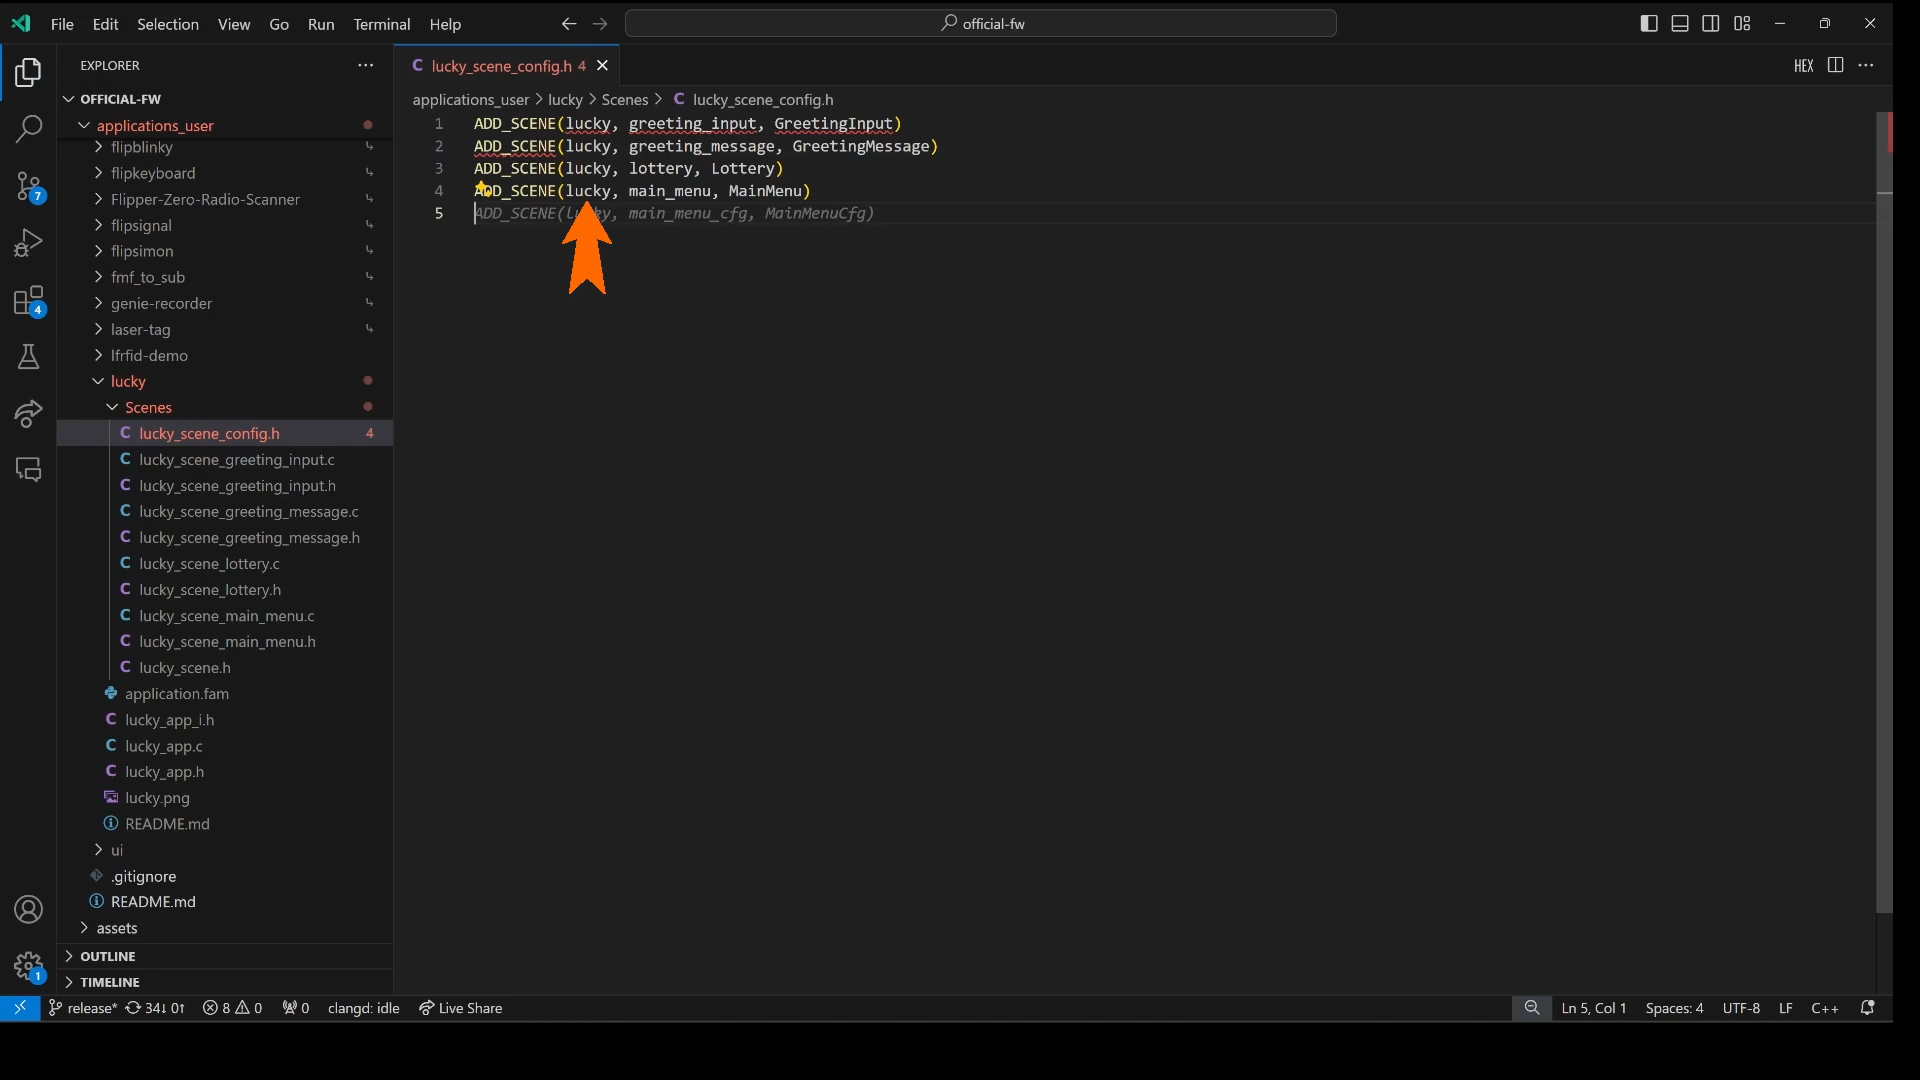 File Edit Selection View Go Run Terminal Help
official-fw
EXPLORER
OFFICIAL-FW
applications_user
flipblinky
flipkeyboard
Flipper-Zero-Radio-Scanner
flipsignal
flipsimon
fmf_to_sub
genie-recorder
laser-tag
lfrfid-demo
lucky
Scenes
lucky_scene_config.h 4
lucky_scene_greeting_input.c
lucky_scene_greeting_input.h
lucky_scene_greeting_message.c
lucky_scene_greeting_message.h
lucky_scene_lottery.c
lucky_scene_lottery.h
lucky_scene_main_menu.c
lucky_scene_main_menu.h
lucky_scene.h
application.fam
lucky_app_i.h
lucky_app.c
lucky_app.h
lucky.png
README.md
ui
.gitignore
README.md
assets
OUTLINE
TIMELINE
7
4
1
lucky_scene_config.h 4
HEX
applications_user > lucky > Scenes > C lucky_scene_config.h
1 ADD_SCENE(lucky, greeting_input, GreetingInput)
2 ADD_SCENE(lucky, greeting_message, GreetingMessage)
3 ADD_SCENE(lucky, lottery, Lottery)
4 ADD_SCENE(lucky, main_menu, MainMenu)
5 ADD_SCENE(lucky, main_menu_cfg, MainMenuCfg)
release* 34↓ 0↑ 8 0 0 clangd: idle Live Share
Ln 5, Col 1 Spaces: 4 UTF-8 LF C++